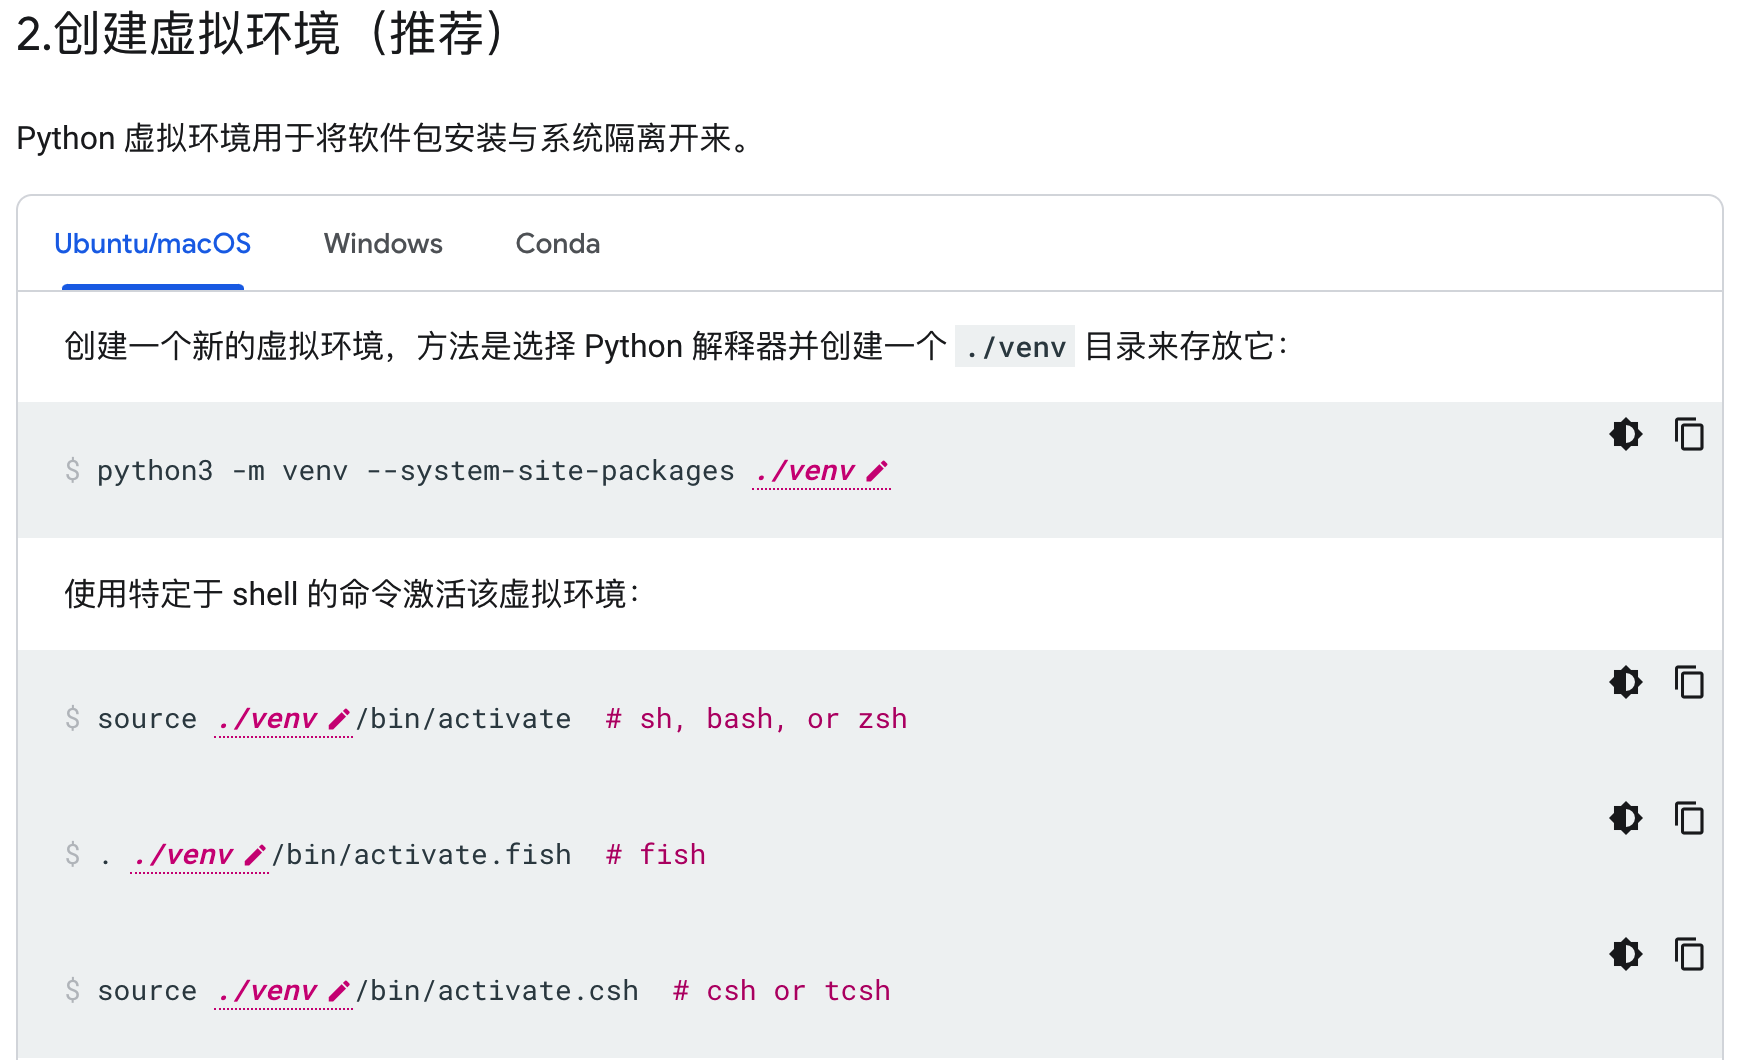 2.创建虚拟环境（推荐）
Python 虚拟环境用于将软件包安装与系统隔离开来。
Ubuntu/macOS Windows Conda
创建一个新的虚拟环境，方法是选择 Python 解释器并创建一个 ./venv 目录来存放它：
$ python3 -m venv --system-site-packages ./venv
使用特定于 shell 的命令激活该虚拟环境：
$ source ./venv/bin/activate  # sh, bash, or zsh
$ . ./venv/bin/activate.fish  # fish
$ source ./venv/bin/activate.csh  # csh or tcsh